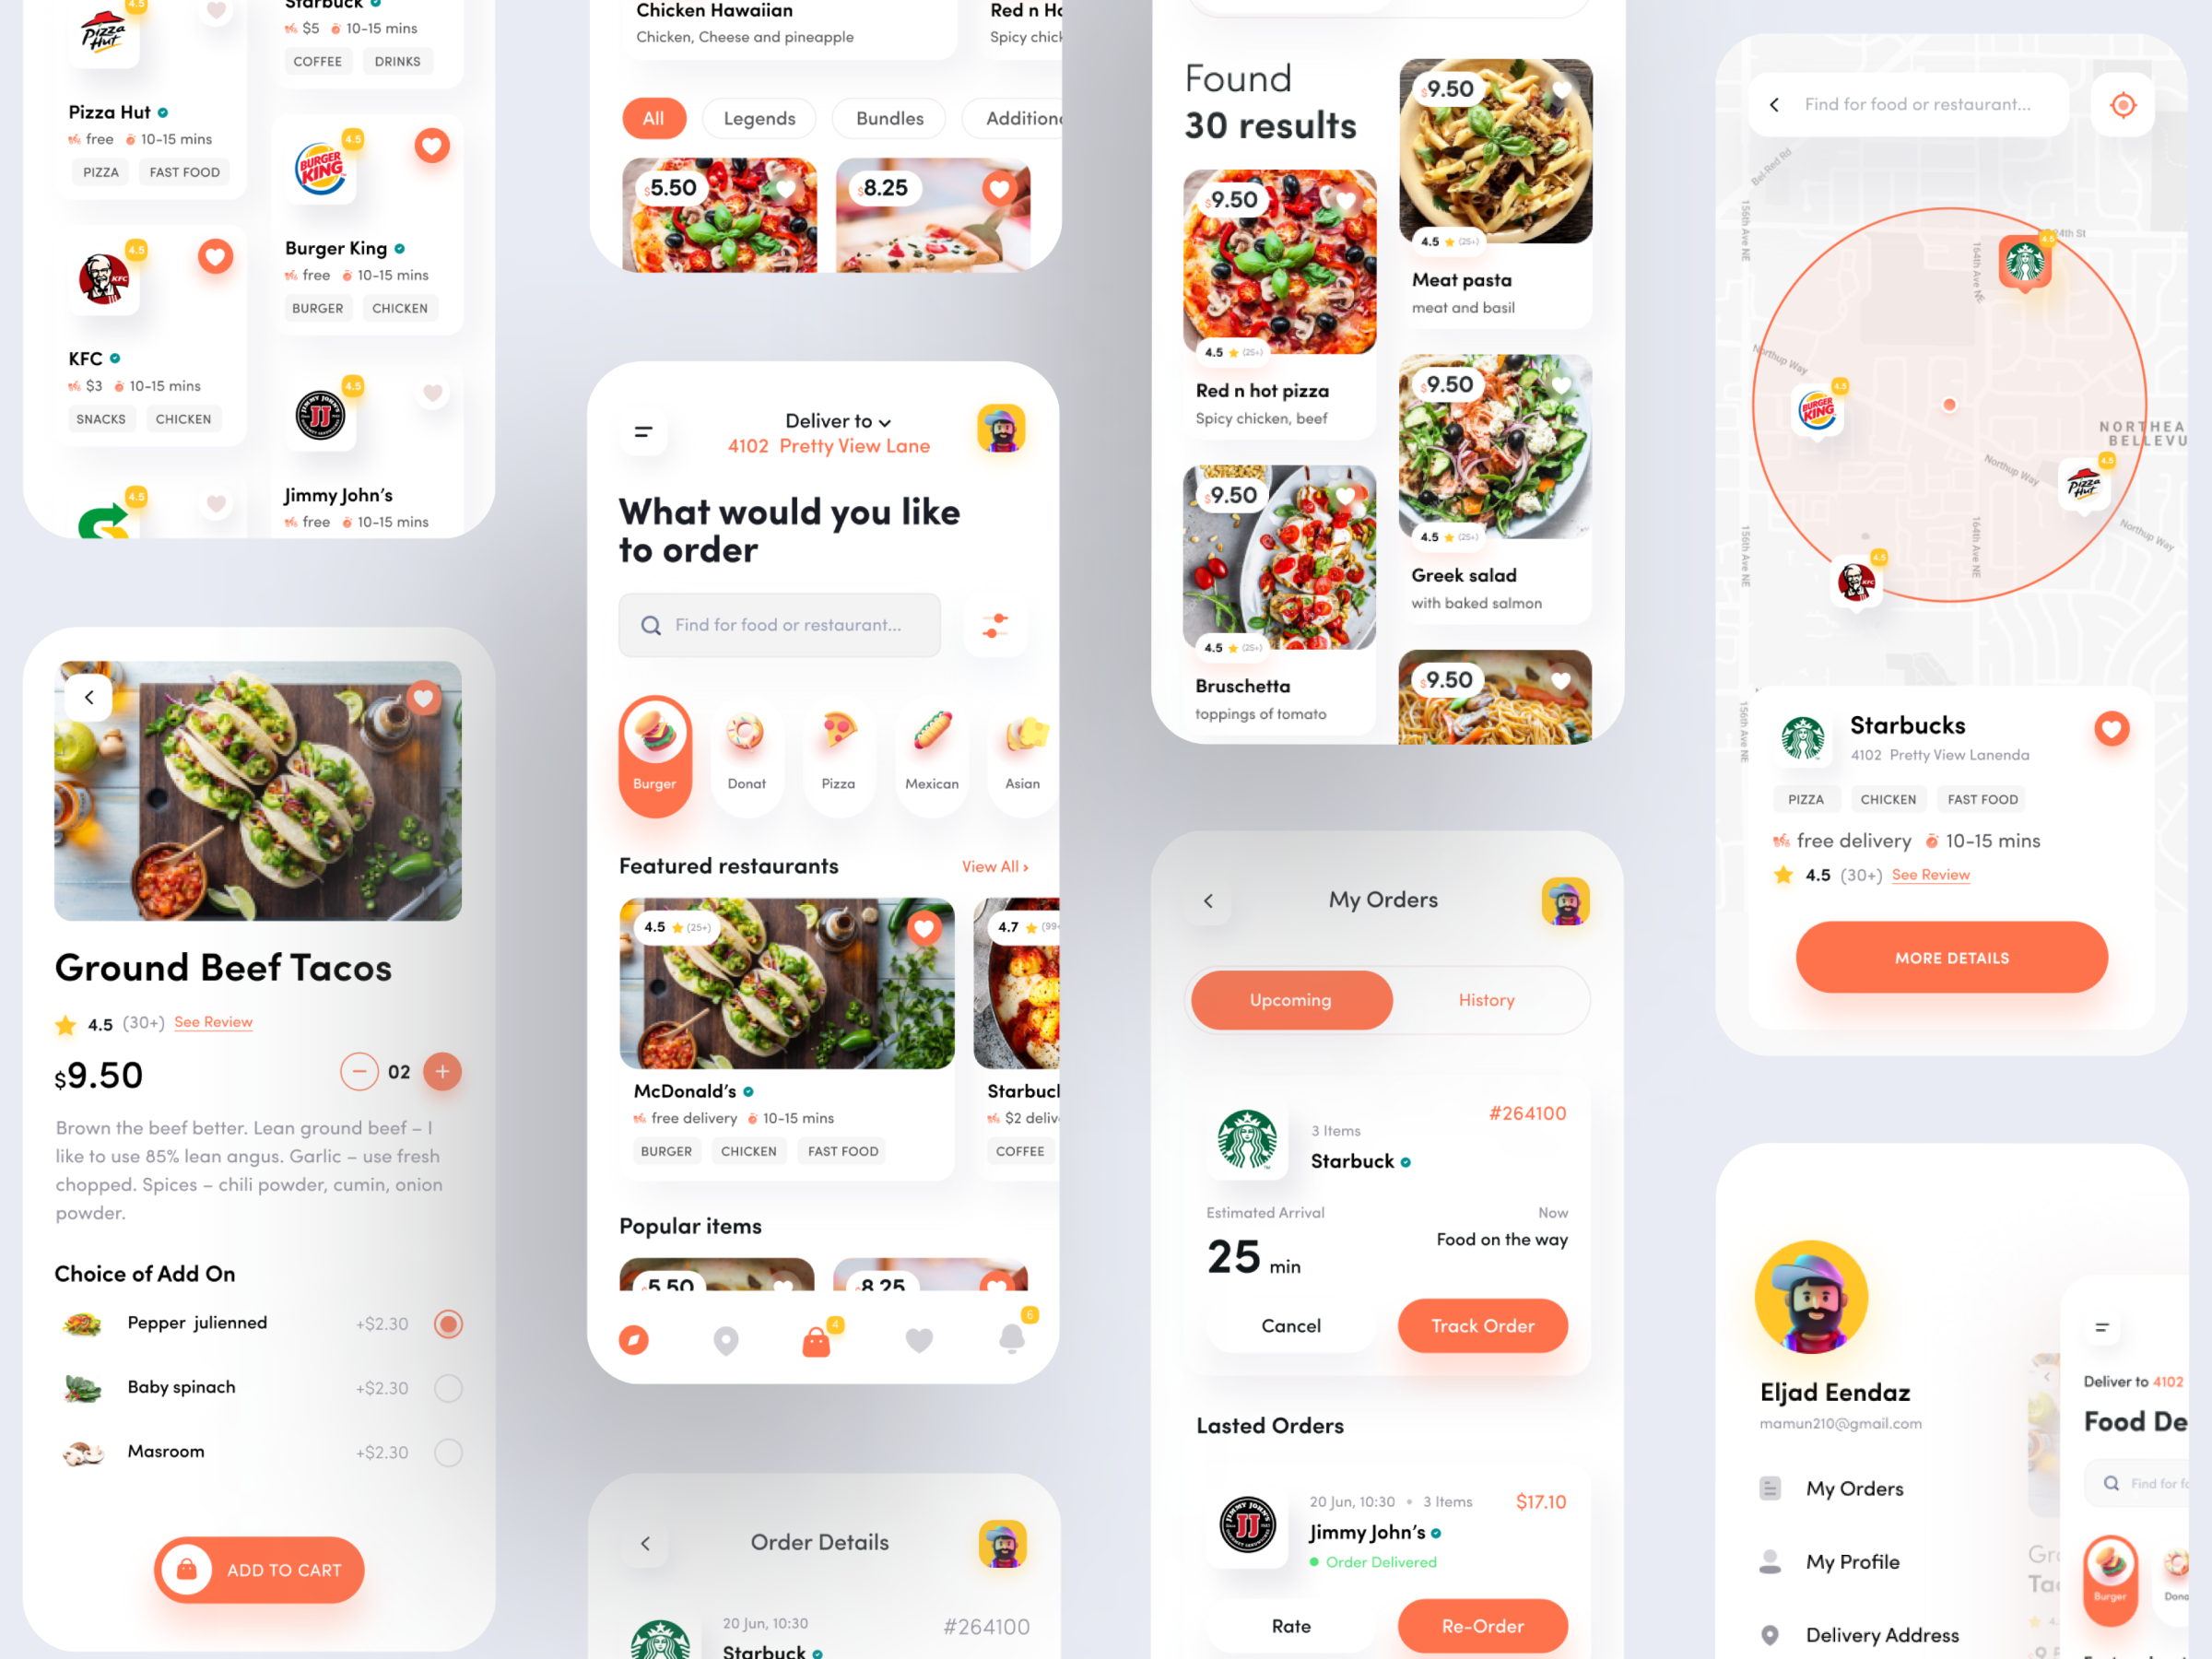 4.5
Pizza Hut
Pizza Hut
free 10-15 mins
PIZZA FAST FOOD
4.5
KFC
KFC
$3 10-15 mins
SNACKS CHICKEN
4.5
Starbuck
$5 10-15 mins
COFFEE DRINKS
4.5
BURGER KING
Burger King
free 10-15 mins
BURGER CHICKEN
4.5
JIMMY JOHN'S
JJ
Jimmy John's
free 10-15 mins
Ground Beef Tacos
4.5 (30+) See Review
$9.50
02
Brown the beef better. Lean ground beef – I
like to use 85% lean angus. Garlic – use fresh
chopped. Spices – chili powder, cumin, onion
powder.
Choice of Add On
Pepper julienned +$2.30
Baby spinach +$2.30
Masroom +$2.30
ADD TO CART
Chicken Hawaiian
Chicken, Cheese and pineapple
Red n Ho
Spicy chick
All Legends Bundles Addition
$5.50
$8.25
Deliver to
4102 Pretty View Lane
What would you like
to order
Find for food or restaurant...
Burger Donat Pizza Mexican Asian
Featured restaurants View All ›
4.5 (25+)
4.7 (99+
McDonald's
free delivery 10-15 mins
BURGER CHICKEN FAST FOOD
Starbuck
$2 deliv
COFFEE
Popular items
5.50
8.25
4
6
Order Details
20 Jun, 10:30
#264100
Starbuck
Found
30 results
$9.50
4.5 (25+)
Red n hot pizza
Spicy chicken, beef
$9.50
4.5 (25+)
Bruschetta
toppings of tomato
$9.50
4.5 (25+)
Meat pasta
meat and basil
$9.50
4.5 (25+)
Greek salad
with baked salmon
$9.50
My Orders
Upcoming History
#264100
3 Items
Starbuck
Estimated Arrival Now
25 min
Food on the way
Cancel Track Order
Lasted Orders
20 Jun, 10:30 • 3 Items $17.10
JIMMY JOHN'S
JJ
Jimmy John's
Order Delivered
Rate Re-Order
Find for food or restaurant...
Bel-Red Rd
156th Ave NE
24th St
164th Ave NE
4.5
Northup Way
4.5
BURGER KING
NORTHEA
BELLEVU
Northup Way
4.5
Pizza Hut
156th Ave NE
164th Ave NE
Northup Way
4.5
156th Ave NE
Starbucks
4102 Pretty View Lanenda
PIZZA CHICKEN FAST FOOD
free delivery 10-15 mins
4.5 (30+) See Review
MORE DETAILS
Eljad Eendaz
mamun210@gmail.com
My Orders
My Profile
Delivery Address
Deliver to 4102
Food De
Find for fo
Burger
Dona
Gro
Tac